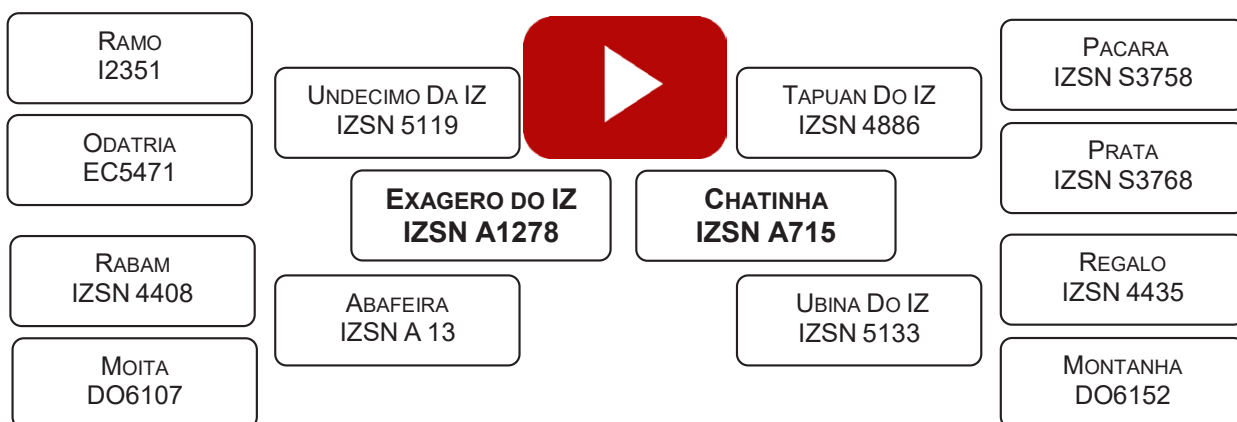 RAMO
I2351
ODATRIA
EC5471
UNDECIMO DA IZ
IZSN 5119
EXAGERO DO IZ
IZSN A1278
RABAM
IZSN 4408
MOITA
DO6107
ABAFEIRA
IZSN A 13
TAPUAN DO IZ
IZSN 4886
PACARA
IZSN S3758
PRATA
IZSN S3768
CHATINHA
IZSN A715
UBINA DO IZ
IZSN 5133
REGALO
IZSN 4435
MONTANHA
DO6152